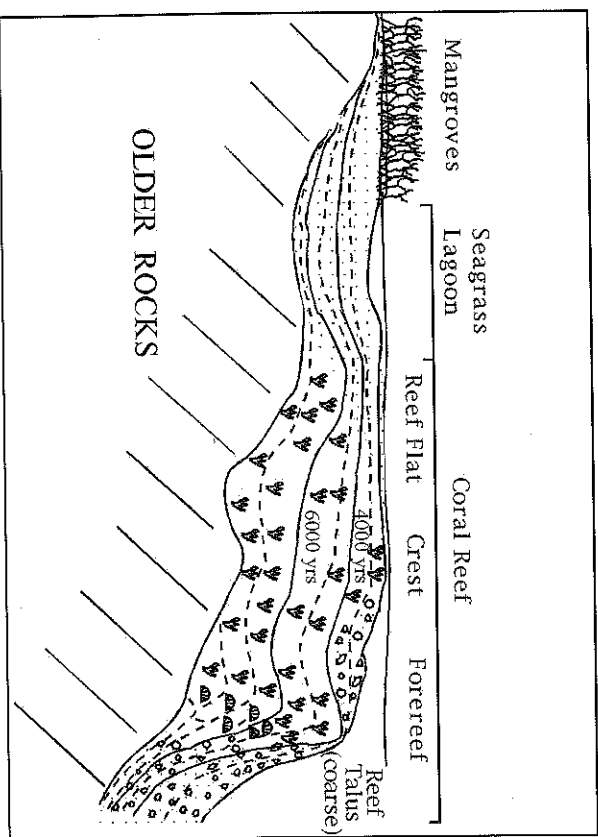 Mangroves
Seagrass
Lagoon
Coral Reef
Reef Flat
Crest
Forereef
4000 yrs
6000 yrs
Reef
Talus
(coarse)
OLDER ROCKS